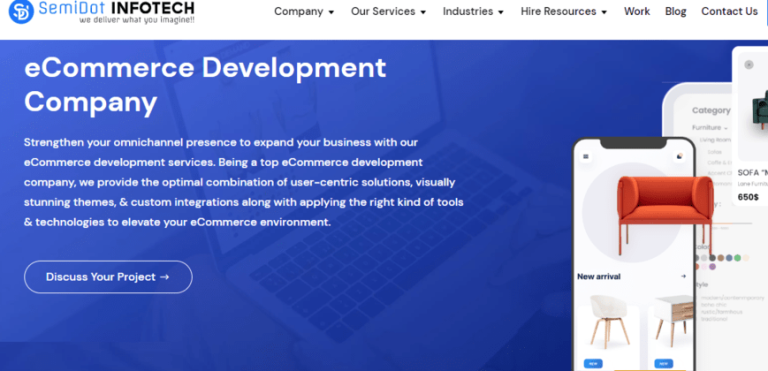 SemiDot INFOTECH
we deliver what you imagine!!
Company Our Services Industries Hire Resources Work Blog Contact Us
eCommerce Development
Company
Strengthen your omnichannel presence to expand your business with our
eCommerce development services. Being a top eCommerce development
company, we provide the optimal combination of user-centric solutions, visually
stunning themes, & custom integrations along with applying the right kind of tools
& technologies to elevate your eCommerce environment.
Discuss Your Project →
Category
Furniture
SOFA "M
650$
New arrival
NEW
NEW